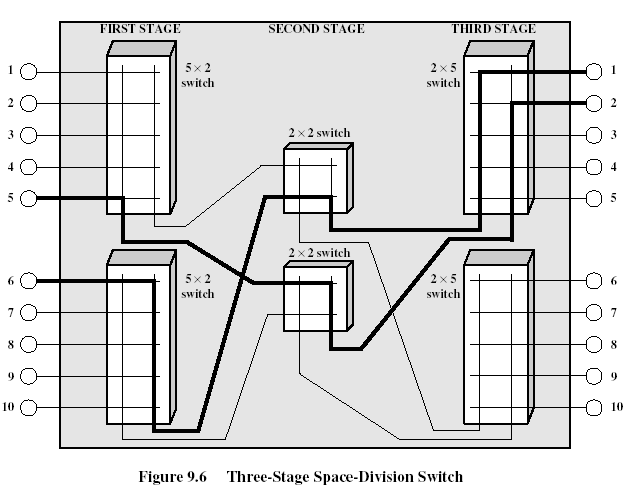 FIRST STAGE SECOND STAGE THIRD STAGE
5 × 2 switch
2 × 5 switch
1
2
3
4
5
1
2
3
4
5
2 × 2 switch
2 × 2 switch
5 × 2 switch
2 × 5 switch
6
7
8
9
10
6
7
8
9
10
Figure 9.6 Three-Stage Space-Division Switch